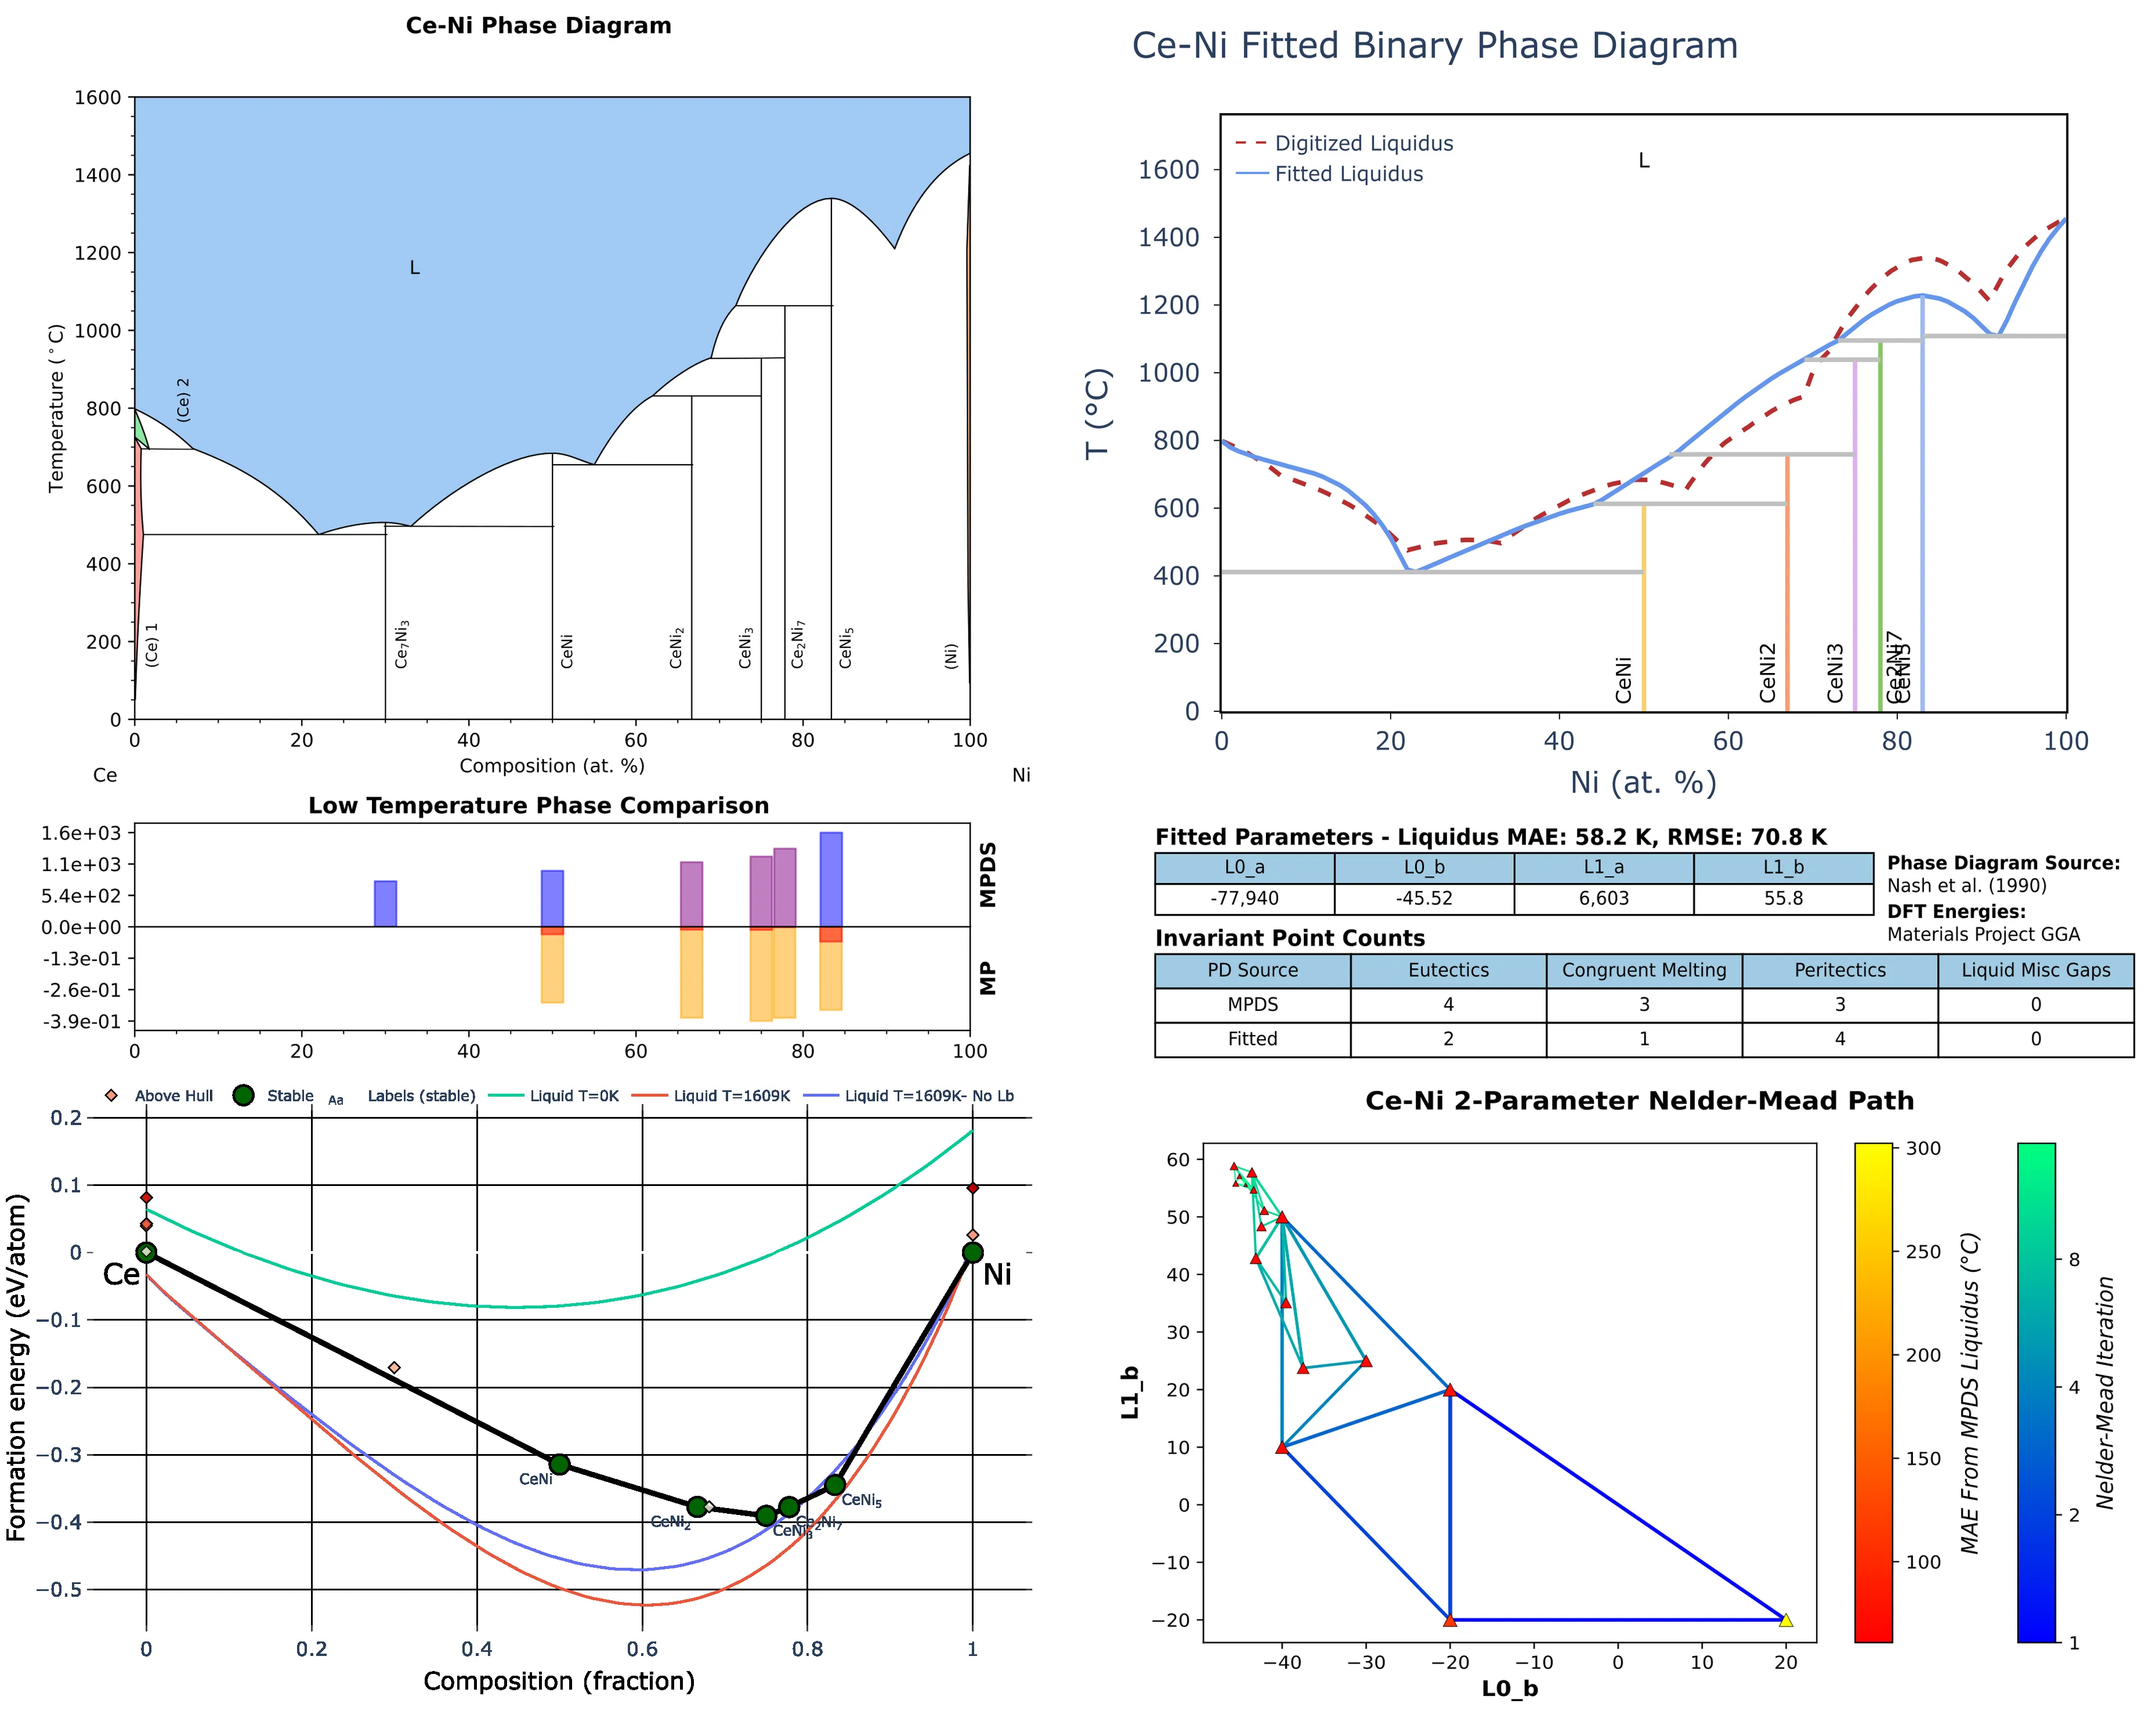 Ce-Ni Phase Diagram
1600
1400
1200
1000
800
600
400
200
0
Temperature (°C)
L
(Ce) 2
(Ce) 1
Ce7Ni3
CeNi
CeNi2
CeNi3
Ce2Ni7
CeNi5
(Ni)
0 20 40 60 80 100
Composition (at. %)
Ce
Ni
Ce-Ni Fitted Binary Phase Diagram
Digitized Liquidus
Fitted Liquidus
L
1600
1400
1200
1000
800
600
400
200
0
T (°C)
CeNi
CeNi2
CeNi3
Ce2Ni7
CeNi5
0 20 40 60 80 100
Ni (at. %)
Low Temperature Phase Comparison
1.6e+03
1.1e+03
5.4e+02
0.0e+00
-1.3e-01
-2.6e-01
-3.9e-01
MPDS
MP
0 20 40 60 80 100
Fitted Parameters - Liquidus MAE: 58.2 K, RMSE: 70.8 K
L0_a L0_b L1_a L1_b
-77,940 -45.52 6,603 55.8
Phase Diagram Source:
Nash et al. (1990)
DFT Energies:
Materials Project GGA
Invariant Point Counts
PD Source Eutectics Congruent Melting Peritectics Liquid Misc Gaps
MPDS 4 3 3 0
Fitted 2 1 4 0
Above Hull Stable Aa Labels (stable) Liquid T=0K Liquid T=1609K Liquid T=1609K- No Lb
0.2
0.1
0
−0.1
−0.2
−0.3
−0.4
−0.5
Formation energy (eV/atom)
Ce
Ni
CeNi
CeNi2
CeNi3
Ce2Ni7
CeNi5
0 0.2 0.4 0.6 0.8 1
Composition (fraction)
Ce-Ni 2-Parameter Nelder-Mead Path
60
50
40
30
20
10
0
−10
−20
L1_b
−40 −30 −20 −10 0 10 20
L0_b
300
250
200
150
100
MAE From MPDS Liquidus (°C)
8
4
2
1
Nelder-Mead Iteration